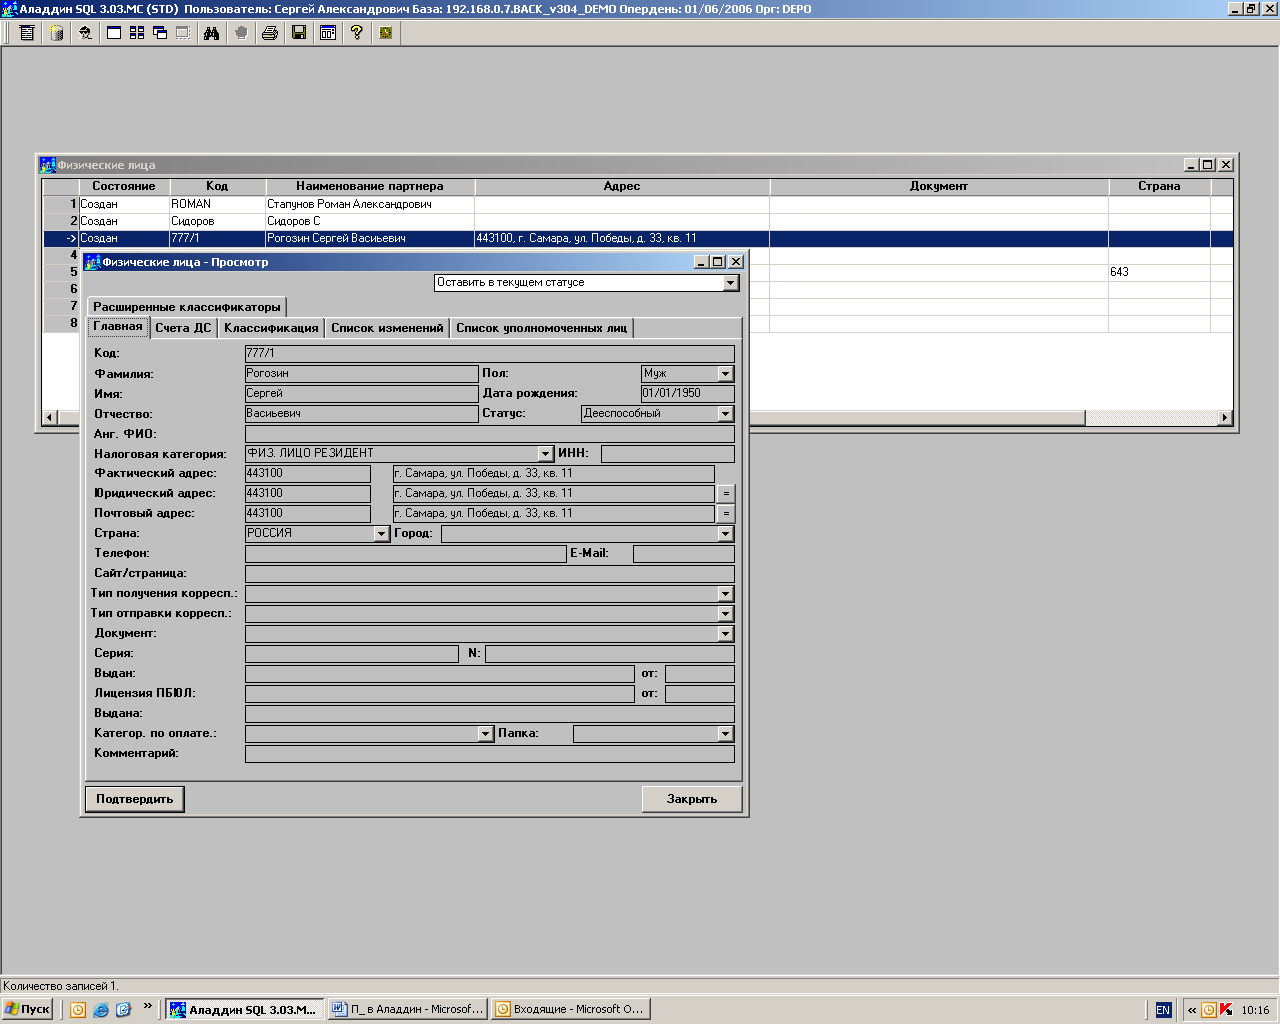 Аладдин SQL 3.03.MC (STD)  Пользователь: Сергей Александрович База: 192.168.0.7.BACK_v304_DEMO Опердень: 01/06/2006 Орг: DEPO
Физические лица
Состояние Код Наименование партнера Адрес Документ Страна
1 Создан ROMAN Стапунов Роман Александрович
2 Создан Сидоров Сидоров С
-> Создан 777/1 Рогозин Сергей Васиьевич 443100, г. Самара, ул. Победы, д. 33, кв. 11
4
5 643
6
7
8
Физические лица - Просмотр
Оставить в текущем статусе
Расширенные классификаторы
Главная Счета ДС Классификация Список изменений Список уполномоченных лиц
Код: 777/1
Фамилия: Рогозин Пол: Муж
Имя: Сергей Дата рождения: 01/01/1950
Отчество: Васиьевич Статус: Дееспособный
Анг. ФИО:
Налоговая категория: ФИЗ. ЛИЦО РЕЗИДЕНТ ИНН:
Фактический адрес: 443100 г. Самара, ул. Победы, д. 33, кв. 11
Юридический адрес: 443100 г. Самара, ул. Победы, д. 33, кв. 11 =
Почтовый адрес: 443100 г. Самара, ул. Победы, д. 33, кв. 11 =
Страна: РОССИЯ Город:
Телефон: E-Mail:
Сайт/страница:
Тип получения корресп.:
Тип отправки корресп.:
Документ:
Серия: N:
Выдан: от:
Лицензия ПБЮЛ: от:
Выдана:
Категор. по оплате.: Папка:
Комментарий:
Подтвердить Закрыть
Количество записей 1.
Пуск » Аладдин SQL 3.03.М... П_ в Аладдин - Microsof... Входящие - Microsoft O... EN « 10:16